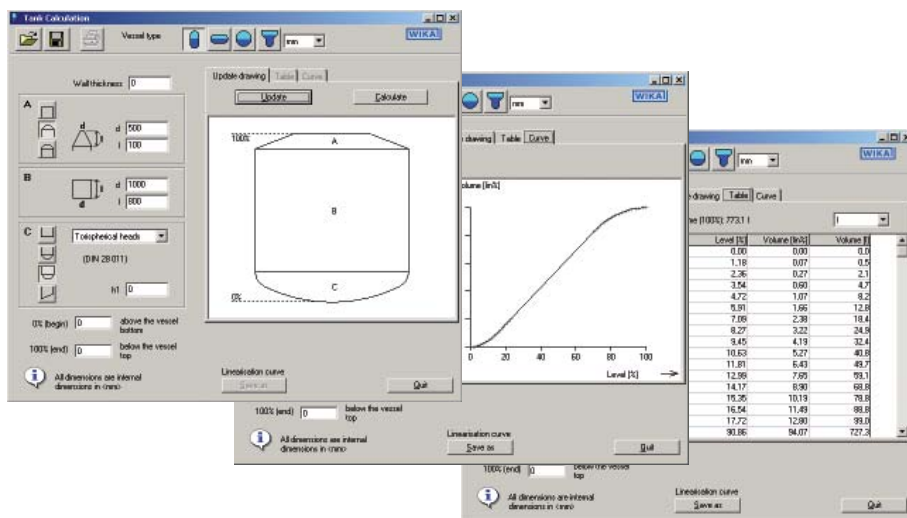 Tank Calculation
Vessel type
mm
WIKA
Wall thickness 0
Update drawing Table Curve
Update Calculate
A
d
l
d 500
l 100
B
d
l
d 1000
l 800
C
Torispherical heads
(DIN 28 011)
h1 0
0% (begin) 0 above the vessel
bottom
100% (end) 0 below the vessel
top
All dimensions are internal
dimensions in <mm>
Linearisation curve
Save as
Quit
100%
A
B
C
0%
mm
WIKA
drawing Table Curve
Volume [lin%]
0 20 40 60 80 100
Level [%]
100% (end) 0 below the vessel
top
All dimensions are internal
dimensions in <mm>
Linearisation curve
Save as
Quit
mm
WIKA
drawing Table Curve
(100%): 773.1 l
l
Level [%] Volume [lin%] Volume [l]
0,00 0,00 0,0
1,18 0,07 0,5
2,36 0,27 2,1
3,54 0,60 4,7
4,72 1,07 8,2
5,91 1,66 12,8
7,09 2,38 18,4
8,27 3,22 24,9
9,45 4,19 32,4
10,63 5,27 40,8
11,81 6,43 49,7
12,99 7,65 59,1
14,17 8,90 68,8
15,35 10,19 78,8
16,54 11,49 88,8
17,72 12,80 99,0
90,86 94,07 727,3
100% (end) 0 below the vessel
top
All dimensions are internal
dimensions in <mm>
Linearisation curve
Save as
Quit